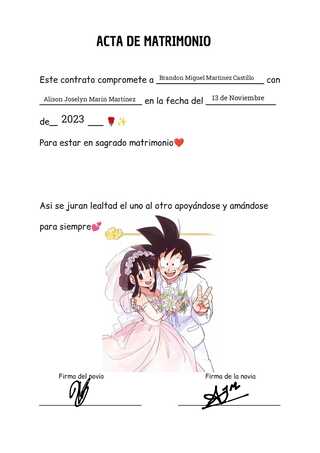 ACTA DE MATRIMONIO
Este contrato compromete a Brandon Miguel Martinez Castillo con
Alison Joselyn Marin Martinez en la fecha del 13 de Noviembre
de 2023 🌹✨
Para estar en sagrado matrimonio❤️
Asi se juran lealtad el uno al otro apoyándose y amándose
para siempre💕
Firma del novio Firma de la novia